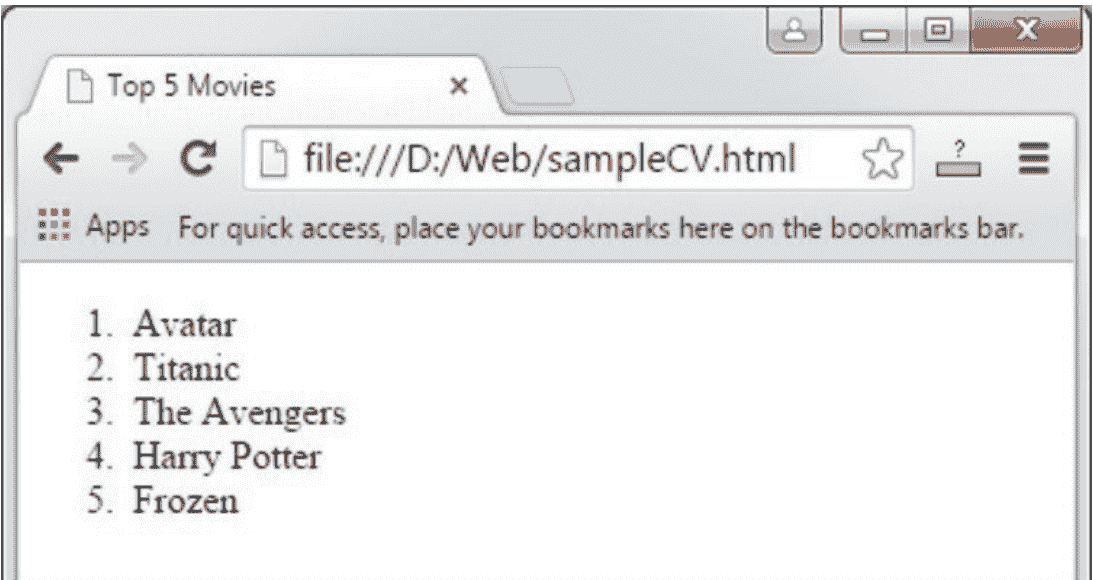 Top 5 Movies
file:///D:/Web/sampleCV.html
?
Apps For quick access, place your bookmarks here on the bookmarks bar.
1. Avatar
2. Titanic
3. The Avengers
4. Harry Potter
5. Frozen